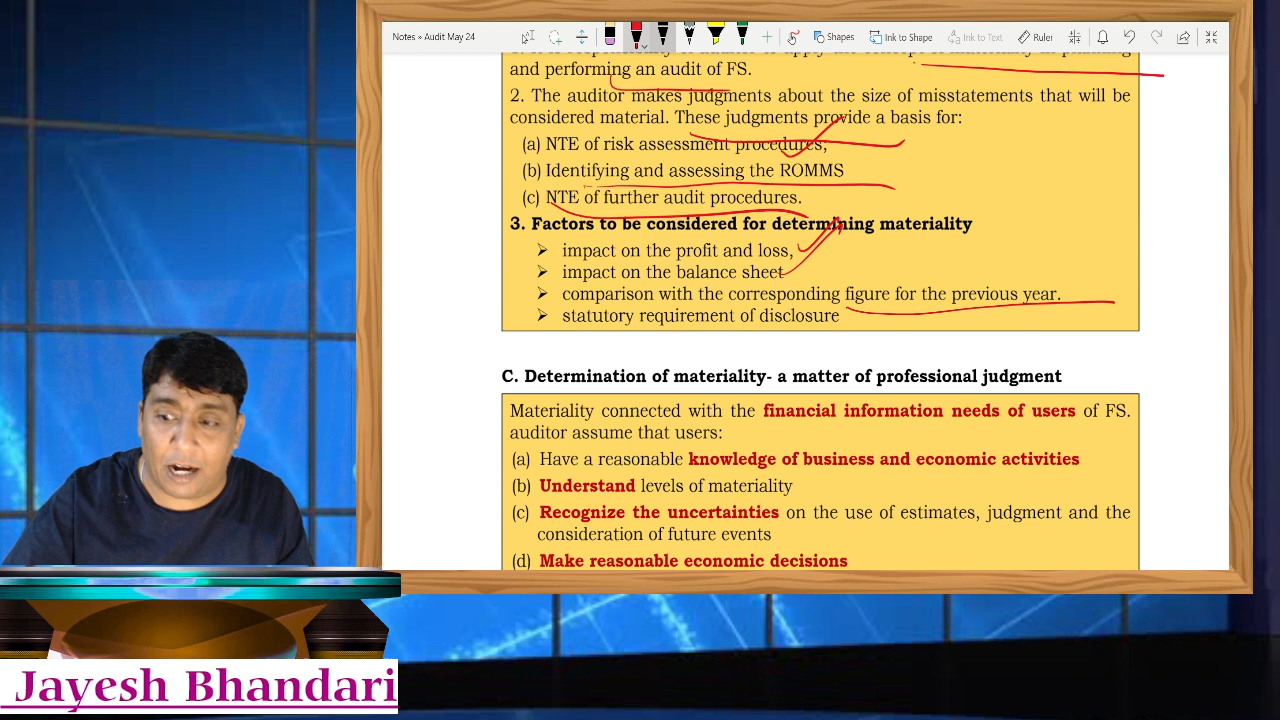 Notes » Audit May 24
Shapes
Ink to Shape
Ink to Text
Ruler
and performing an audit of FS.
2. The auditor makes judgments about the size of misstatements that will be
considered material. These judgments provide a basis for:
(a) NTE of risk assessment procedures;
(b) Identifying and assessing the ROMMS
(c) NTE of further audit procedures.
3. Factors to be considered for determining materiality
➢ impact on the profit and loss,
➢ impact on the balance sheet
➢ comparison with the corresponding figure for the previous year.
➢ statutory requirement of disclosure
C. Determination of materiality- a matter of professional judgment
Materiality connected with the financial information needs of users of FS.
auditor assume that users:
(a) Have a reasonable knowledge of business and economic activities
(b) Understand levels of materiality
(c) Recognize the uncertainties on the use of estimates, judgment and the
consideration of future events
(d) Make reasonable economic decisions
Jayesh Bhandari